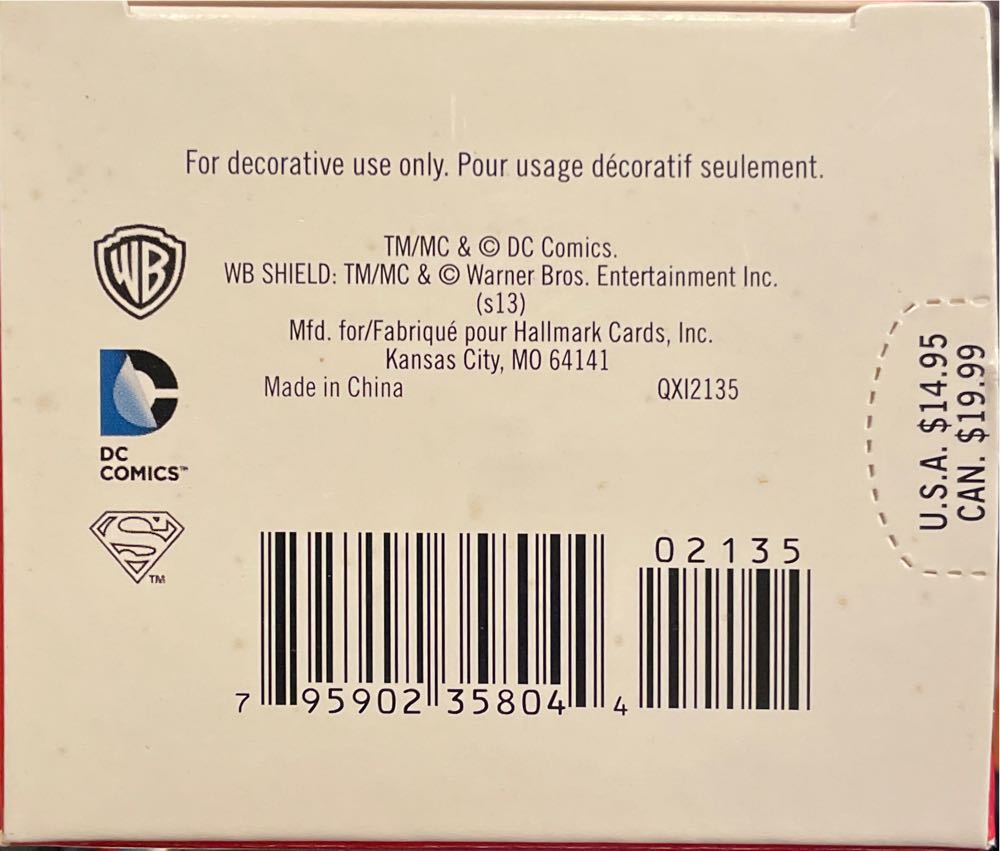 For decorative use only. Pour usage décoratif seulement.
WB
TM/MC & © DC Comics.
WB SHIELD: TM/MC & © Warner Bros. Entertainment Inc.
(s13)
Mfd. for/Fabriqué pour Hallmark Cards, Inc.
Kansas City, MO 64141
Made in China QXI2135
DC
DC
COMICS™
S
TM
U.S.A. $14.95
CAN. $19.99
02135
7 95902 35804 4